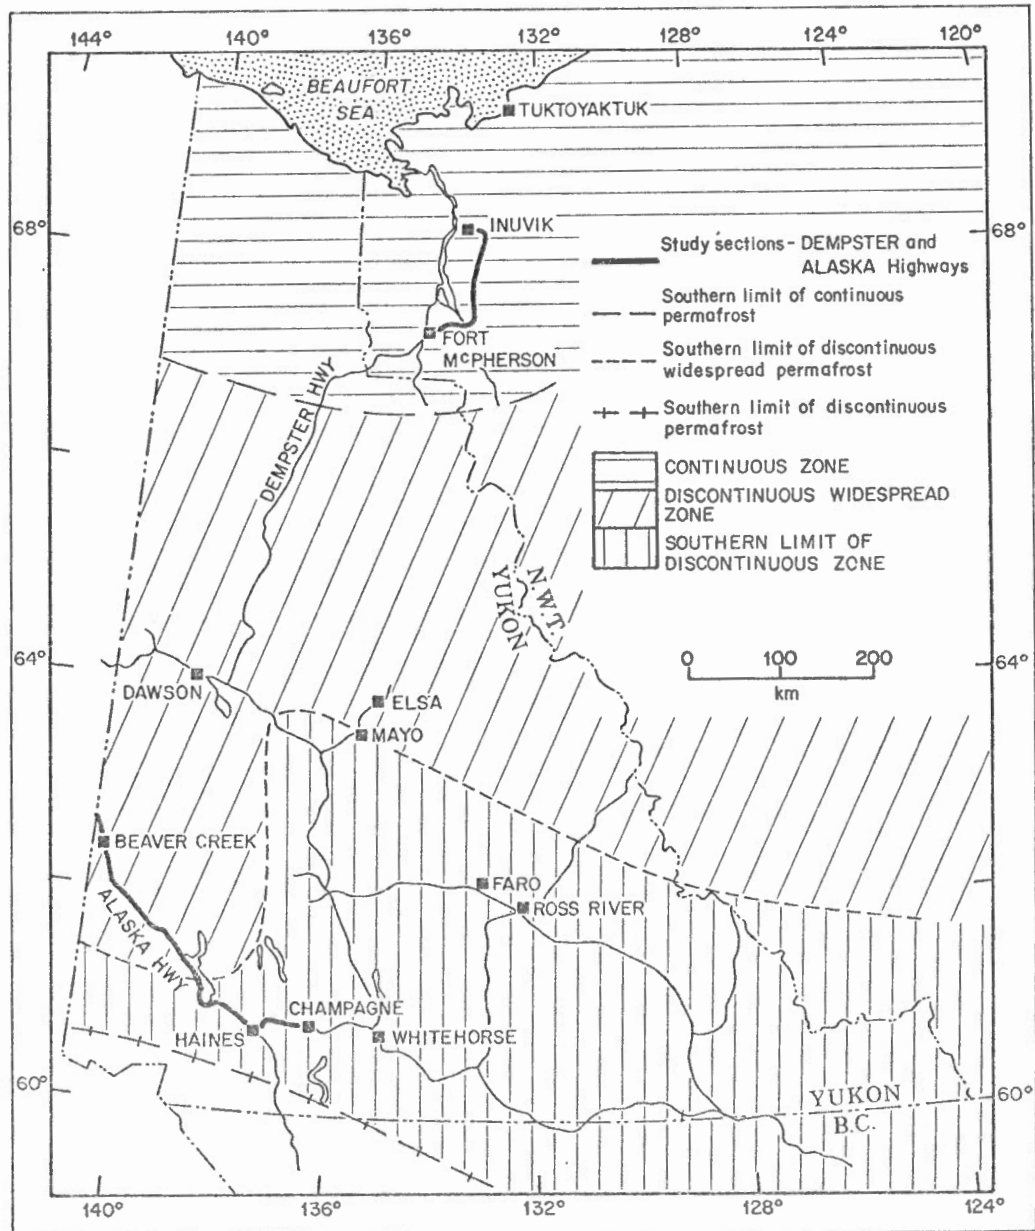 144° 140° 136° 132° 128° 124° 120°
BEAUFORT
SEA
TUKTOYAKTUK
68°
INUVIK
68°
Study sections - DEMPSTER and
ALASKA Highways
Southern limit of continuous
permafrost
FORT
McPHERSON
Southern limit of discontinuous
widespread permafrost
Southern limit of discontinuous
permafrost
DEMPSTER HWY
CONTINUOUS ZONE
DISCONTINUOUS WIDESPREAD
ZONE
SOUTHERN LIMIT OF
DISCONTINUOUS ZONE
N.W.T.
YUKON
64°
64°
0 100 200
km
DAWSON
ELSA
MAYO
BEAVER CREEK
FARO
ROSS RIVER
ALASKA HWY
CHAMPAGNE
HAINES
WHITEHORSE
60°
60°
YUKON
B.C.
140° 136° 132° 128° 124°